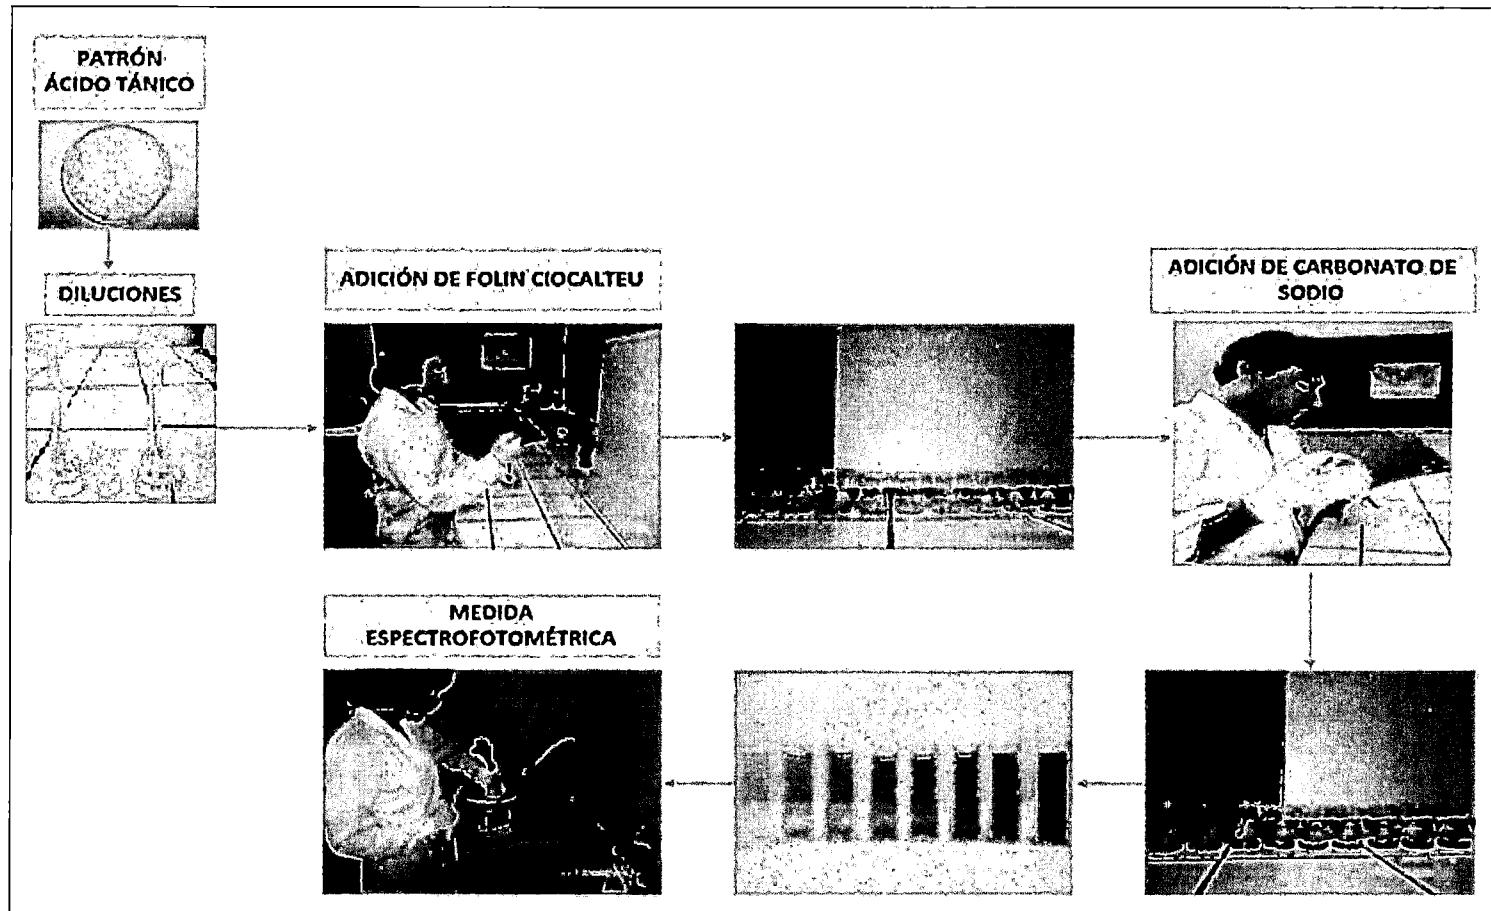 PATRÓN
ÁCIDO TÁNICO
DILUCIONES
ADICIÓN DE FOLIN CIOCALTEU
ADICIÓN DE CARBONATO DE
SODIO
MEDIDA
ESPECTROFOTOMÉTRICA